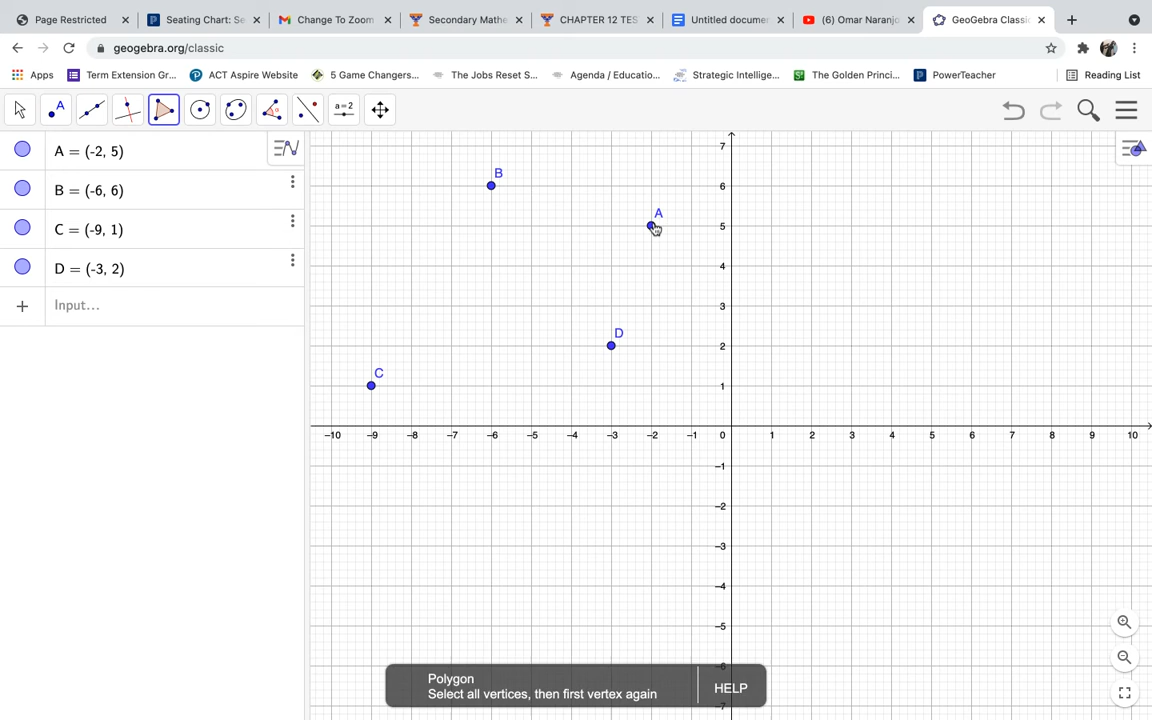 Page Restricted
Seating Chart: Se
Change To Zoom
Secondary Mathe
CHAPTER 12 TES
Untitled documen
(6) Omar Naranjo
GeoGebra Classic
geogebra.org/classic
Apps
Term Extension Gr...
ACT Aspire Website
5 Game Changers...
The Jobs Reset S...
Agenda / Educatio...
Strategic Intellige...
The Golden Princi...
PowerTeacher
Reading List
A
α
a=2
A = (-2, 5)
B = (-6, 6)
C = (-9, 1)
D = (-3, 2)
+ Input...
7
B
6
A
5
4
3
D
2
C
1
–10 –9 –8 –7 –6 –5 –4 –3 –2 –1 0 1 2 3 4 5 6 7 8 9 10
–1
–2
–3
–4
–5
–6
–7
Polygon
Select all vertices, then first vertex again
HELP